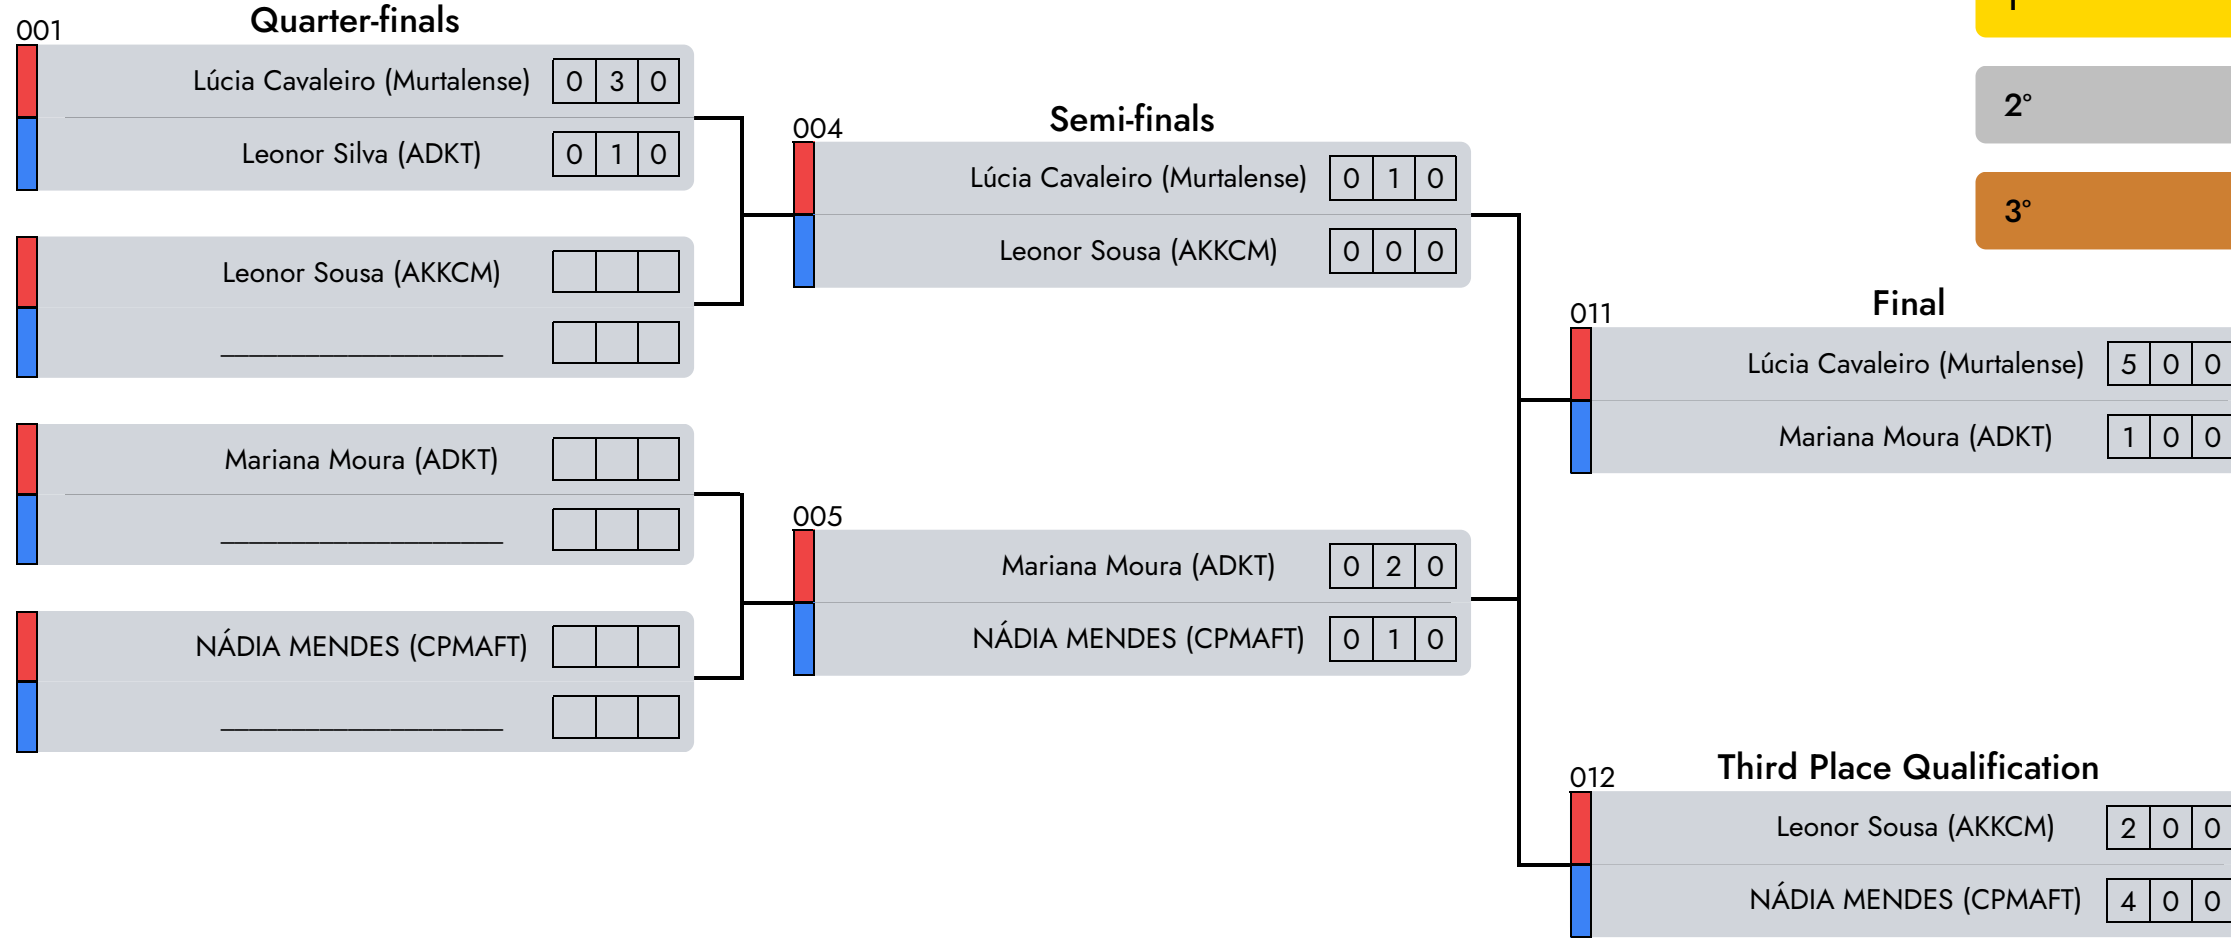 Quarter-finals
001
Lúcia Cavaleiro (Murtalense) 0 3 0
Leonor Silva (ADKT) 0 1 0
Leonor Sousa (AKKCM)
____________________
Mariana Moura (ADKT)
____________________
NÁDIA MENDES (CPMAFT)
____________________
Semi-finals
004
Lúcia Cavaleiro (Murtalense) 0 1 0
Leonor Sousa (AKKCM) 0 0 0
005
Mariana Moura (ADKT) 0 2 0
NÁDIA MENDES (CPMAFT) 0 1 0
2°
3°
Final
011
Lúcia Cavaleiro (Murtalense) 5 0 0
Mariana Moura (ADKT) 1 0 0
Third Place Qualification
012
Leonor Sousa (AKKCM) 2 0 0
NÁDIA MENDES (CPMAFT) 4 0 0